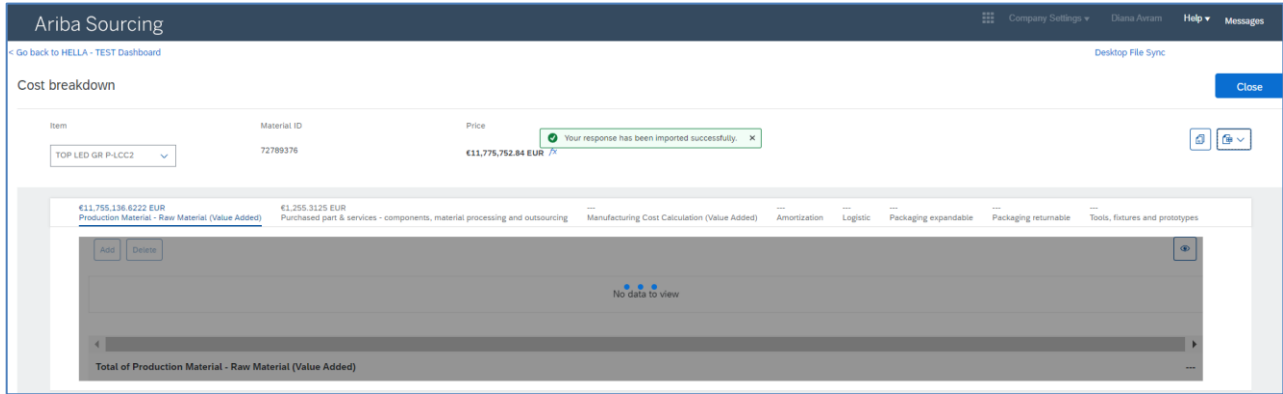 Ariba Sourcing
Company Settings ▾ Diana Avram Help ▾ Messages
< Go back to HELLA - TEST Dashboard Desktop File Sync
Cost breakdown Close
Item Material ID Price
Your response has been imported successfully. ×
TOP LED GR P-LCC2 72789376 €11,775,752.84 EUR fx
€11,755,136.6222 EUR €1,255.3125 EUR --- --- --- --- --- ---
Production Material - Raw Material (Value Added) Purchased part & services - components, material processing and outsourcing Manufacturing Cost Calculation (Value Added) Amortization Logistic Packaging expandable Packaging returnable Tools, fixtures and prototypes
Add Delete
No data to view
Total of Production Material - Raw Material (Value Added) ---